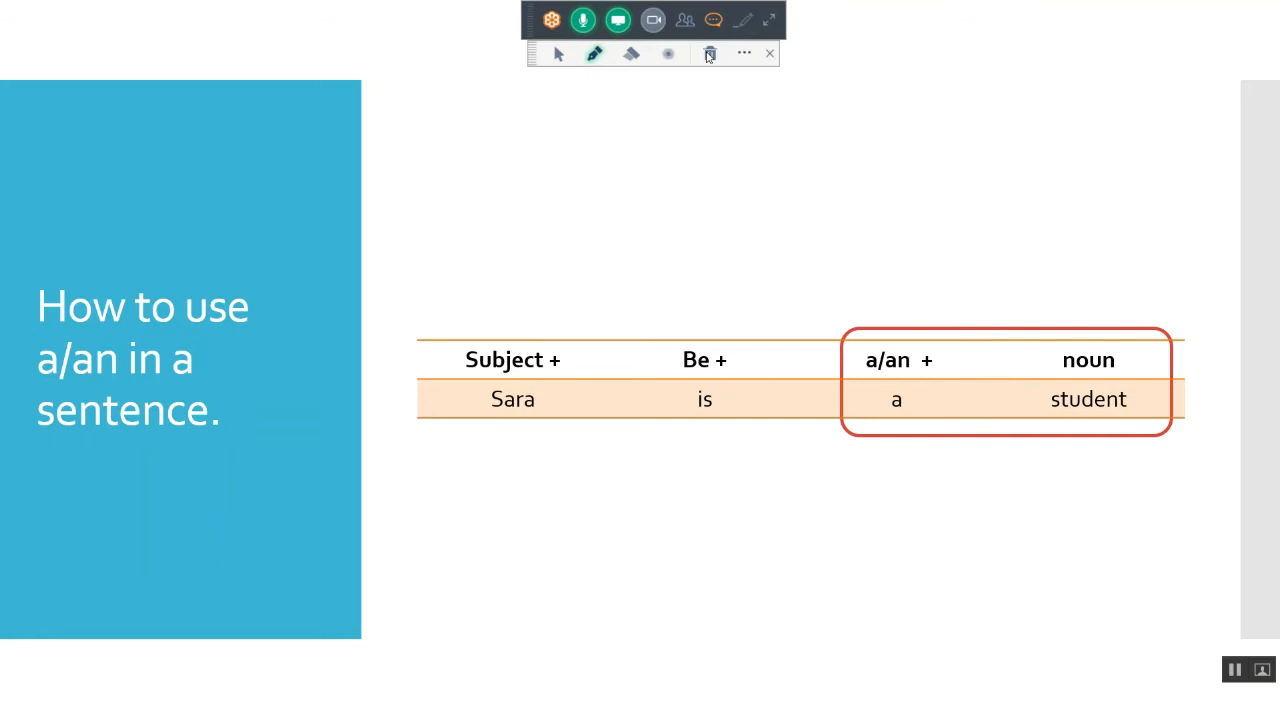 How to use
a/an in a
sentence.
Subject + Be + a/an + noun
Sara is a student